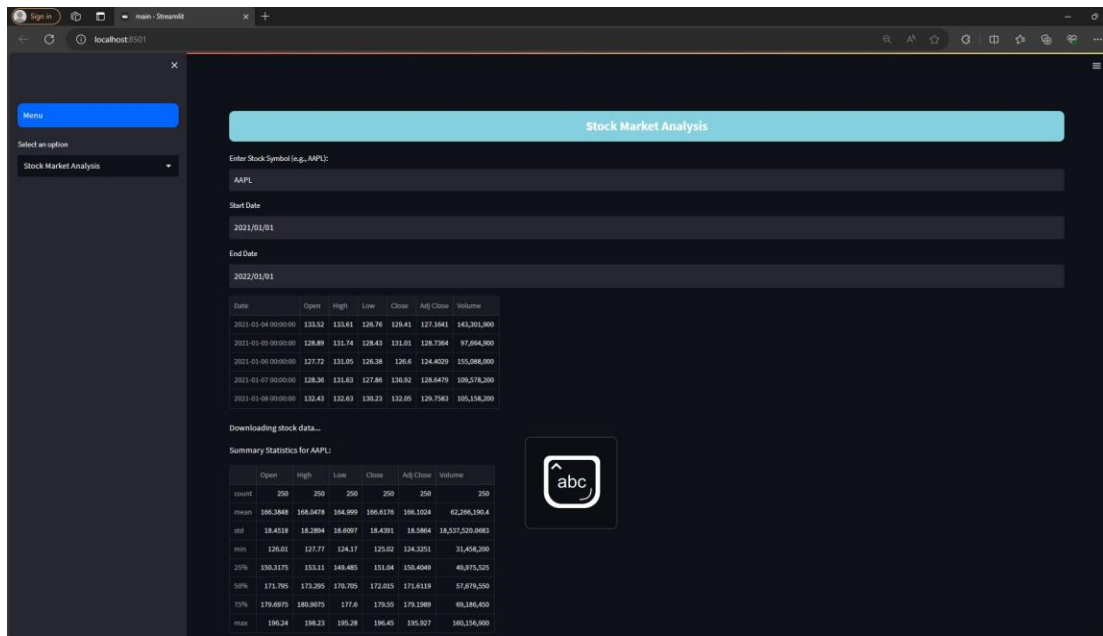 Sign in
main · Streamlit
localhost:8501
Menu
Select an option
Stock Market Analysis
Stock Market Analysis
Enter Stock Symbol (e.g., AAPL):
AAPL
Start Date
2021/01/01
End Date
2022/01/01
Date Open High Low Close Adj Close Volume
2021-01-04 00:00:00 133.52 133.61 126.76 129.41 127.1641 143,301,900
2021-01-05 00:00:00 128.89 131.74 128.43 131.01 128.7364 97,664,900
2021-01-06 00:00:00 127.72 131.05 126.38 126.6 124.4029 155,088,000
2021-01-07 00:00:00 128.36 131.63 127.86 130.92 128.6479 109,578,200
2021-01-08 00:00:00 132.43 132.63 130.23 132.05 129.7583 105,158,200
Downloading stock data...
Summary Statistics for AAPL:
Open High Low Close Adj Close Volume
count 250 250 250 250 250 250
mean 166.3848 168.0478 164.999 166.6176 166.1024 62,266,190.4
std 18.4518 18.2894 18.6097 18.4391 18.5864 18,537,520.0683
min 126.01 127.77 124.17 125.02 124.3251 31,458,200
25% 150.3175 153.11 149.485 151.04 150.4049 49,975,525
50% 171.795 173.295 170.705 172.015 171.6119 57,679,550
75% 179.6975 180.9075 177.6 179.55 179.1989 69,186,450
max 196.24 198.23 195.28 196.45 195.927 160,156,900
abc